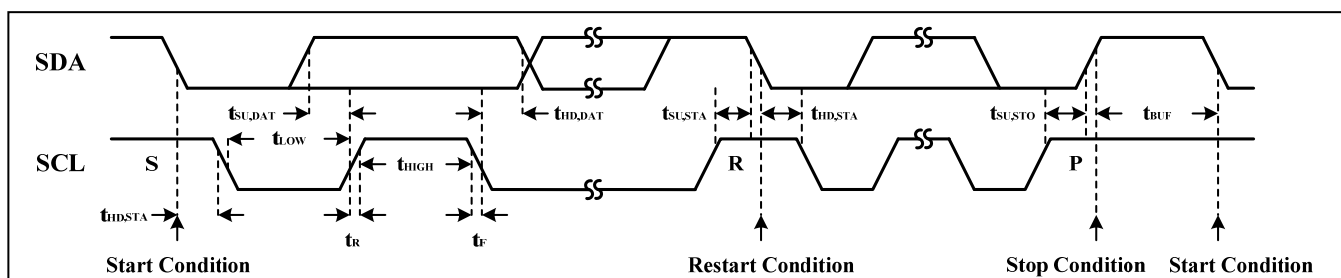 SDA
tSU,DAT
tHD,DAT
tSU,STA
tHD,STA
tSU,STO
tBUF
tLOW
SCL
S
tHIGH
R
P
tHD,STA
tR
tF
Start Condition
Restart Condition
Stop Condition
Start Condition